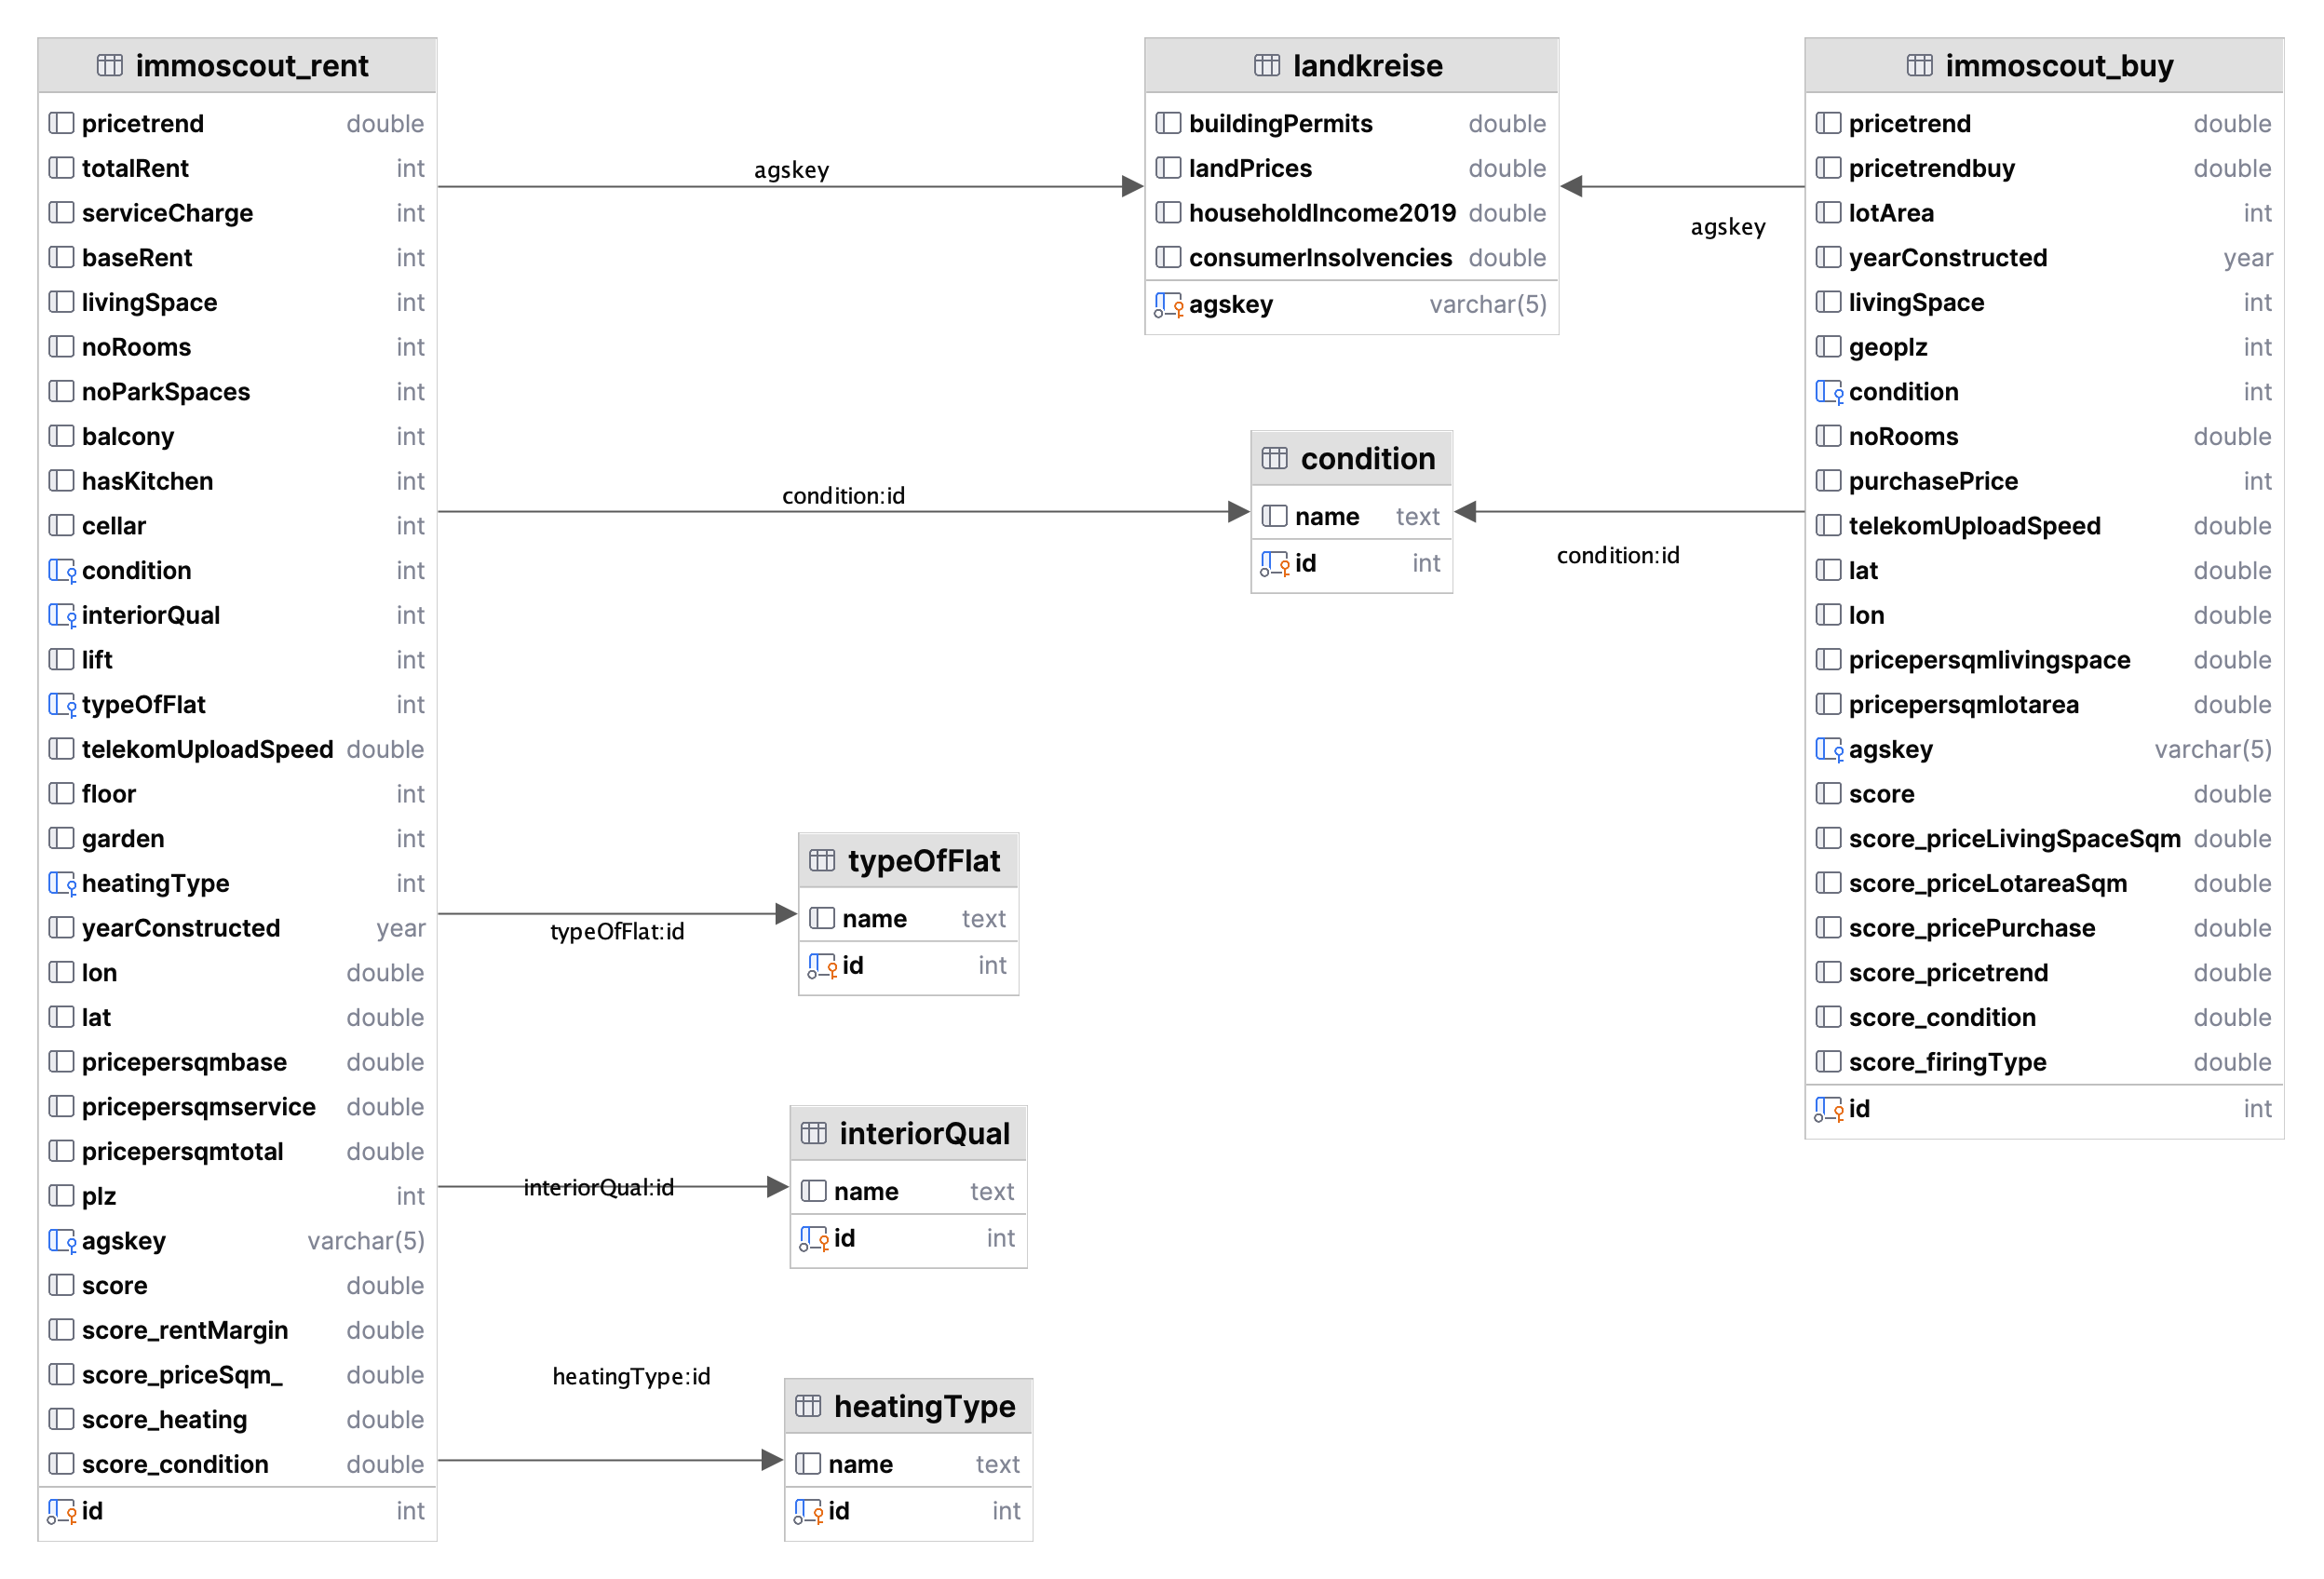 immoscout_rent
pricetrend double
totalRent int
serviceCharge int
baseRent int
livingSpace int
noRooms int
noParkSpaces int
balcony int
hasKitchen int
cellar int
condition int
interiorQual int
lift int
typeOfFlat int
telekomUploadSpeed double
floor int
garden int
heatingType int
yearConstructed year
lon double
lat double
pricepersqmbase double
pricepersqmservice double
pricepersqmtotal double
plz int
agskey varchar(5)
score double
score_rentMargin double
score_priceSqm_ double
score_heating double
score_condition double
id int
agskey
condition:id
typeOfFlat:id
interiorQual:id
heatingType:id
landkreise
buildingPermits double
landPrices double
householdIncome2019 double
consumerInsolvencies double
agskey varchar(5)
condition
name text
id int
typeOfFlat
name text
id int
interiorQual
name text
id int
heatingType
name text
id int
agskey
condition:id
immoscout_buy
pricetrend double
pricetrendbuy double
lotArea int
yearConstructed year
livingSpace int
geoplz int
condition int
noRooms double
purchasePrice int
telekomUploadSpeed double
lat double
lon double
pricepersqmlivingspace double
pricepersqmlotarea double
agskey varchar(5)
score double
score_priceLivingSpaceSqm double
score_priceLotareaSqm double
score_pricePurchase double
score_pricetrend double
score_condition double
score_firingType double
id int